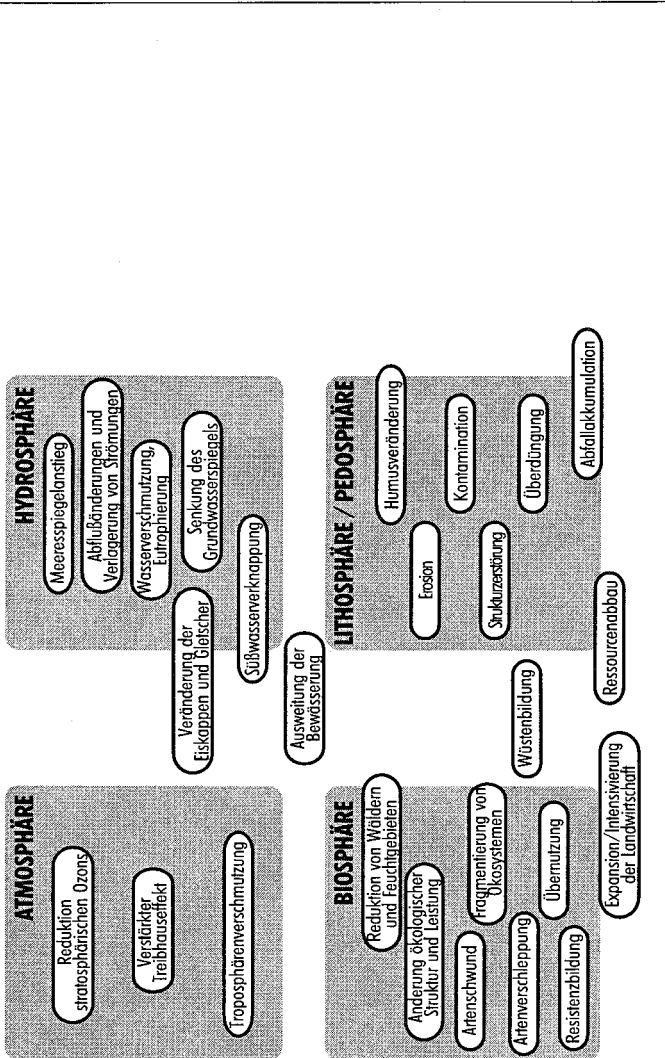 ATMOSPHÄRE
Reduktion
stratosphärischen Ozons
Verstärkter
Treibhauseffekt
Troposphärenverschmutzung
HYDROSPHÄRE
Meeresspiegelanstieg
Abflußänderungen und
Verlagerung von Strömungen
Wasserverschmutzung,
Eutrophierung
Senkung des
Grundwasserspiegels
Veränderung der
Eiskappen und Gletscher
Süßwasserverknappung
Ausweitung der
Bewässerung
BIOSPHÄRE
Reduktion von Wäldern
und Feuchtgebieten
Änderung ökologischer
Struktur und Leistung
Artenschwund
Fragmentierung von
Ökosystemen
Artenverschleppung
Übernutzung
Resistenzbildung
Wüstenbildung
Expansion/Intensivierung
der Landwirtschaft
LITHOSPHÄRE / PEDOSPHÄRE
Humusveränderung
Erosion
Kontamination
Strukturzerstörung
Überdüngung
Abfallakkumulation
Ressourcenabbau